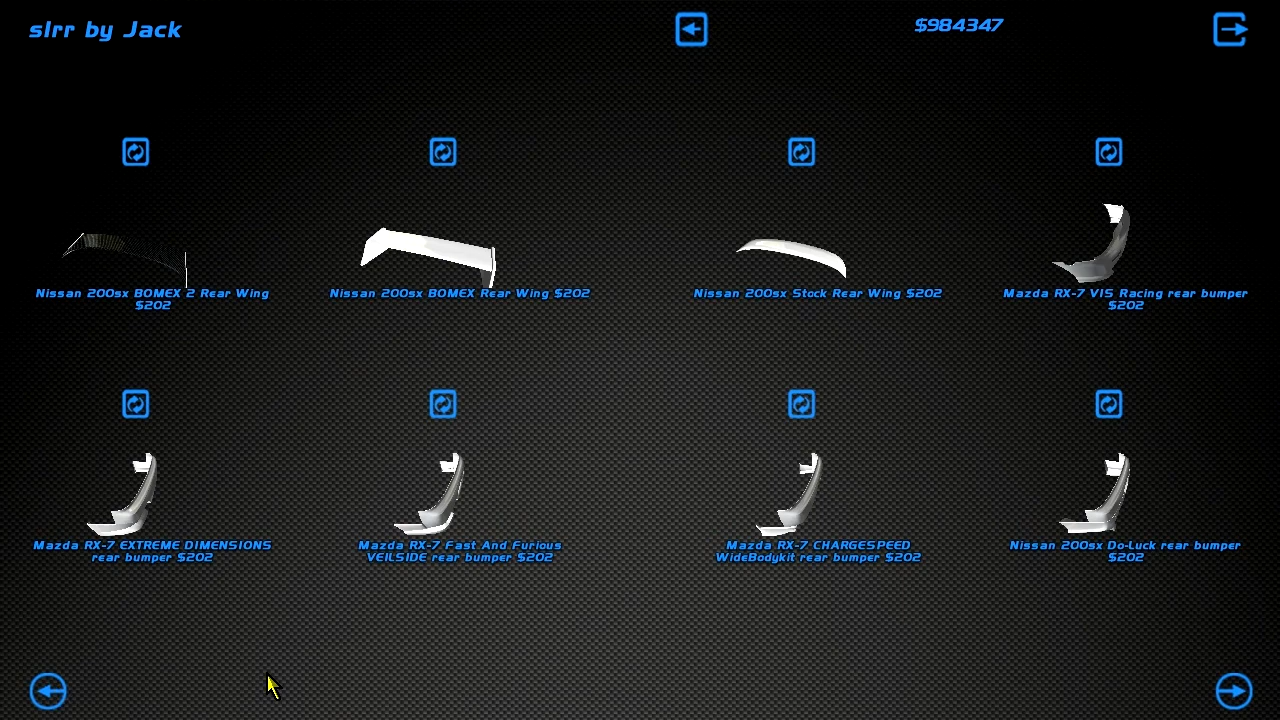 slrr by Jack
$984347
Nissan 200sx BOMEX 2 Rear Wing
$202
Nissan 200sx BOMEX Rear Wing $202
Nissan 200sx Stock Rear Wing $202
Mazda RX-7 VIS Racing rear bumper
$202
Mazda RX-7 EXTREME DIMENSIONS
rear bumper $202
Mazda RX-7 Fast And Furious
VEILSIDE rear bumper $202
Mazda RX-7 CHARGESPEED
WideBodykit rear bumper $202
Nissan 200sx Do-Luck rear bumper
$202